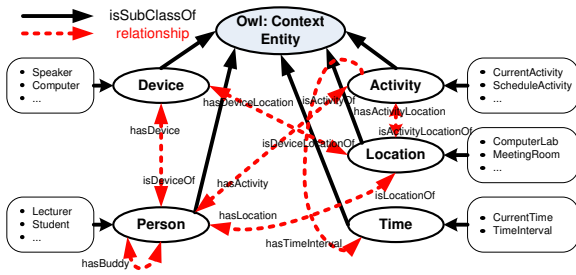 isSubClassOf
relationship
Owl: Context
Entity
• Speaker
• Computer
• ...
Device
Activity
• CurrentActivity
• ScheduleActivity
• ...
hasDeviceLocation
isActivityOf
hasActivityLocation
hasDevice
isActivityLocationOf
isDeviceLocationOf
Location
• ComputerLab
• MeetingRoom
• ...
isDeviceOf
hasActivity
isLocationOf
• Lecturer
• Student
• ...
Person
hasLocation
Time
• CurrentTime
• TimeInterval
• ...
hasTimeInterval
hasBuddy